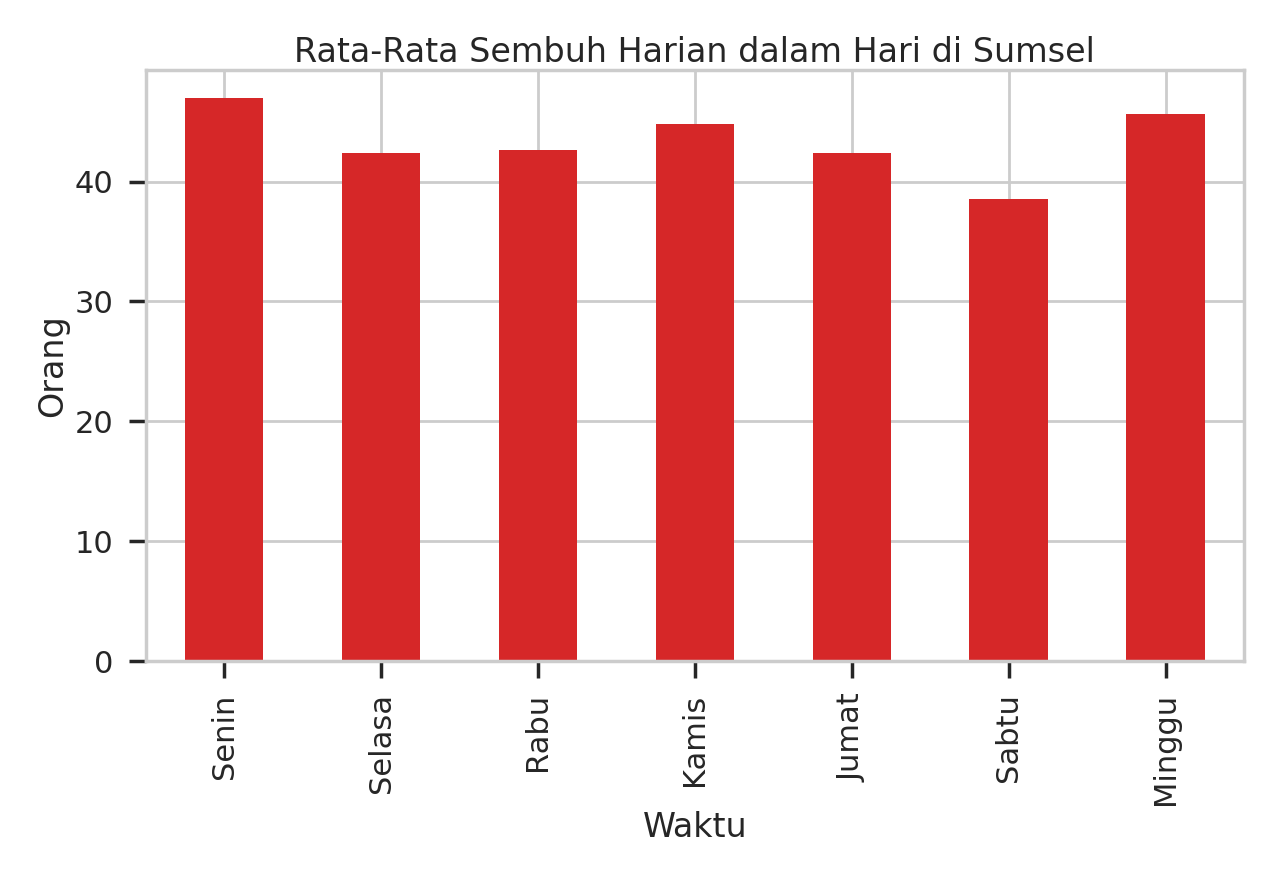 Rata-Rata Sembuh Harian dalam Hari di Sumsel
Orang
40
30
20
10
0
Senin
Selasa
Rabu
Kamis
Jumat
Sabtu
Minggu
Waktu